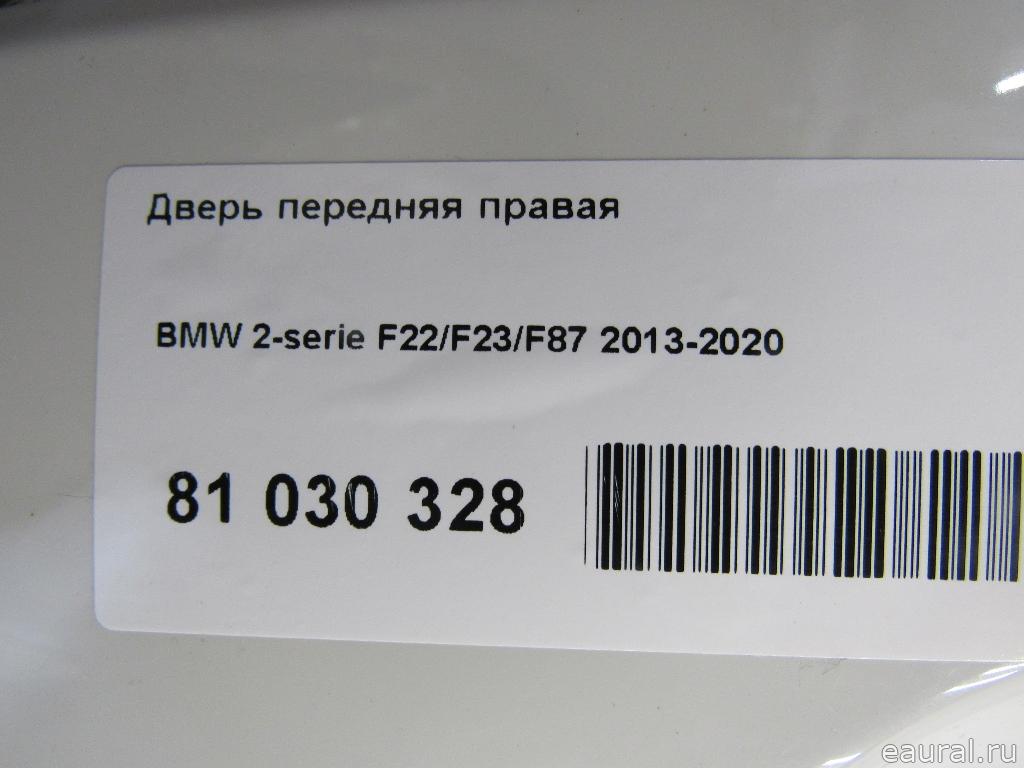 Дверь передняя правая
BMW 2-serie F22/F23/F87 2013-2020
81 030 328
eaural.ru